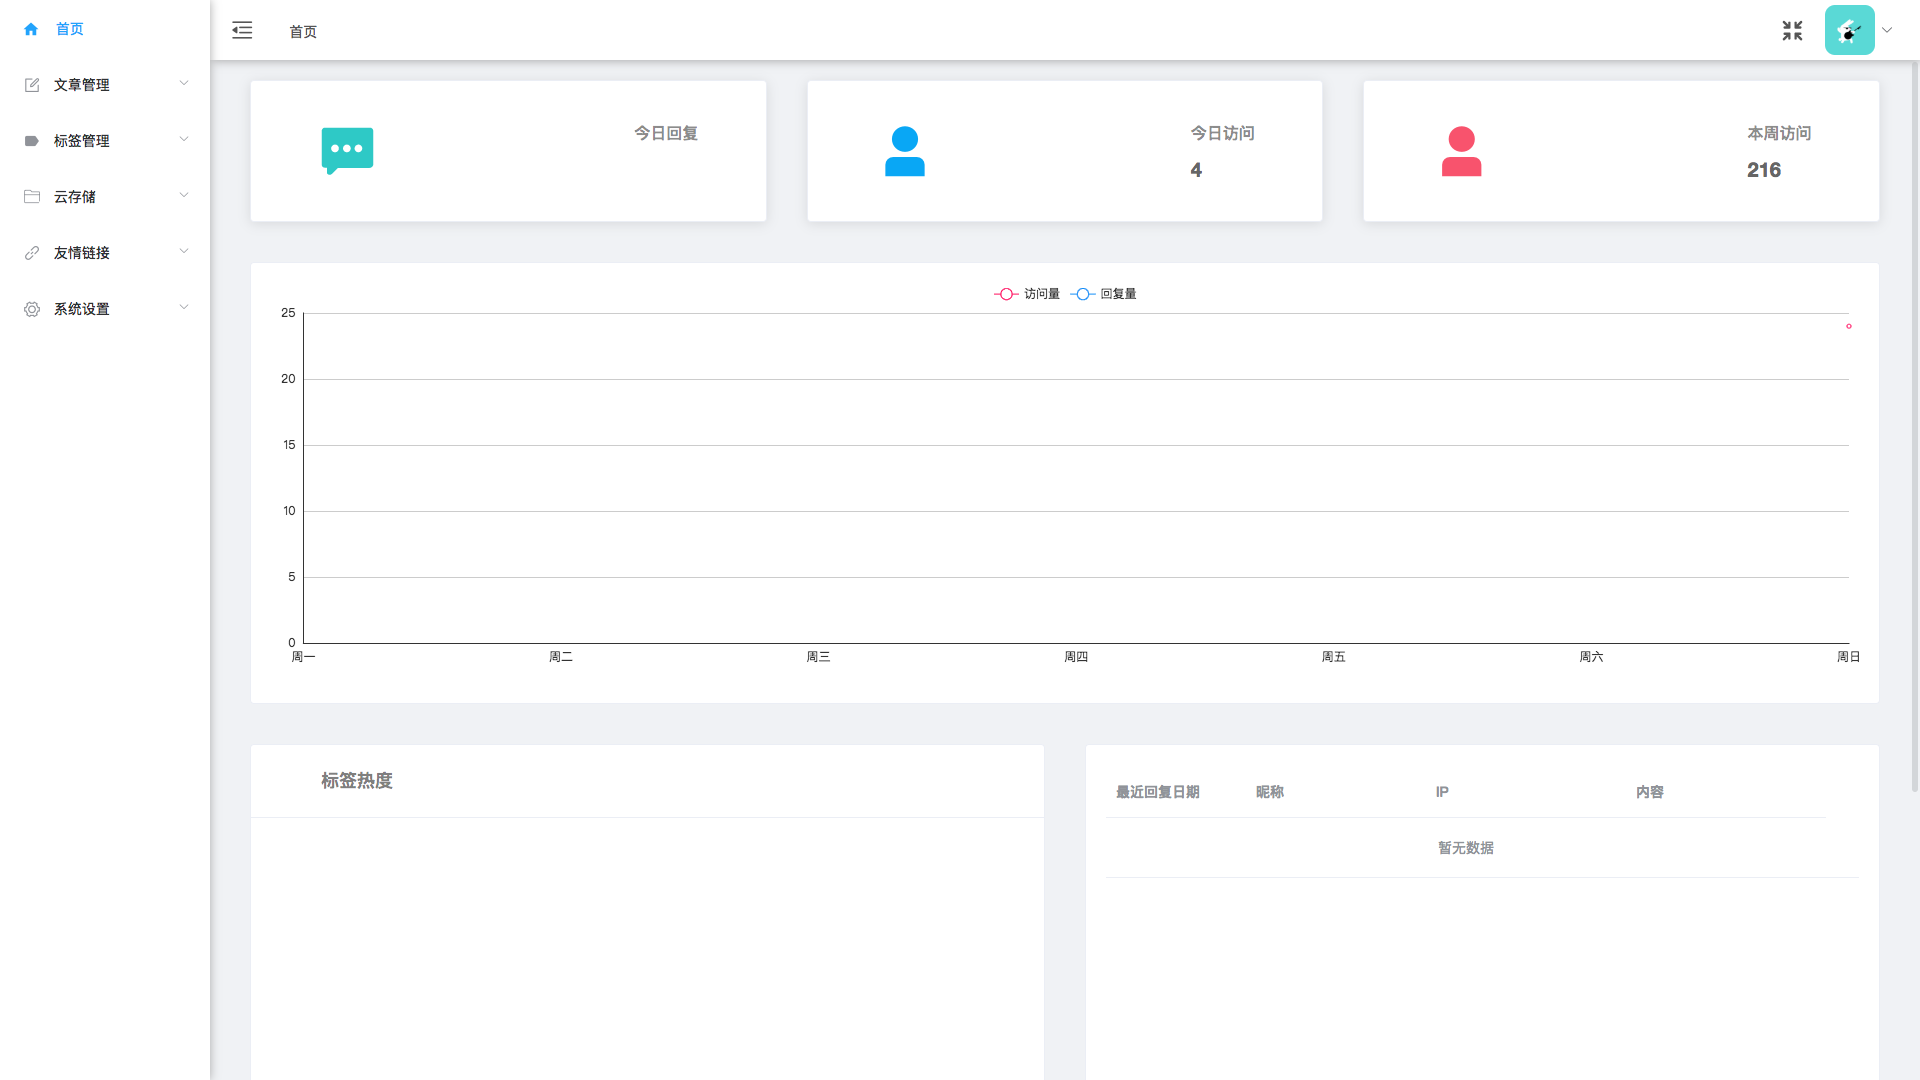 首页
文章管理
标签管理
云存储
友情链接
系统设置
首页
今日回复
今日访问
4
本周访问
216
访问量 回复量
25
20
15
10
5
0
周一 周二 周三 周四 周五 周六 周日
标签热度
最近回复日期 昵称 IP 内容
暂无数据